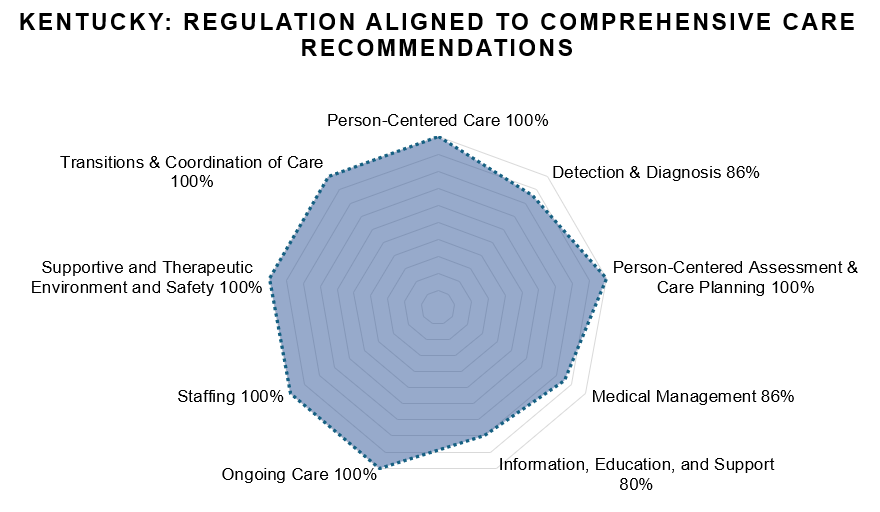 KENTUCKY: REGULATION ALIGNED TO COMPREHENSIVE CARE
RECOMMENDATIONS
Person-Centered Care 100%
Detection & Diagnosis 86%
Person-Centered Assessment &
Care Planning 100%
Medical Management 86%
Information, Education, and Support
80%
Ongoing Care 100%
Staffing 100%
Supportive and Therapeutic
Environment and Safety 100%
Transitions & Coordination of Care
100%